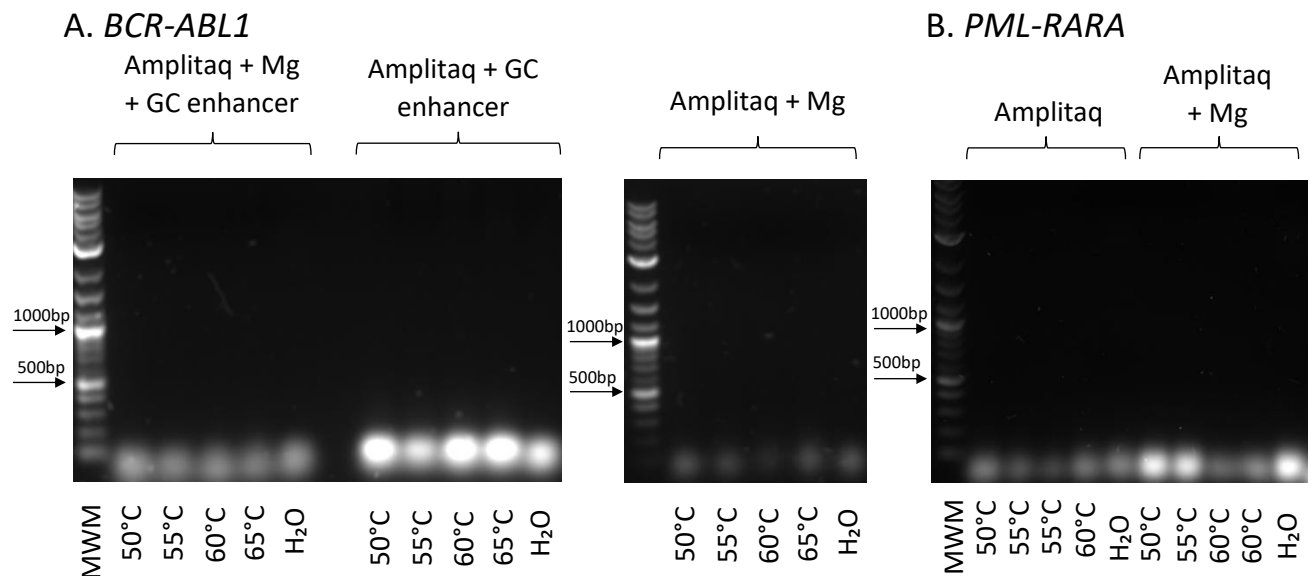 A. BCR-ABL1
B. PML-RARA
Amplitaq + Mg
+ GC enhancer
Amplitaq + GC
enhancer
Amplitaq + Mg
Amplitaq
Amplitaq
+ Mg
1000bp
500bp
1000bp
500bp
1000bp
500bp
MWM
50°C
55°C
60°C
65°C
H₂O
50°C
55°C
60°C
65°C
H₂O
50°C
55°C
60°C
65°C
H₂O
MWM
50°C
55°C
55°C
60°C
H₂O
50°C
55°C
60°C
60°C
H₂O